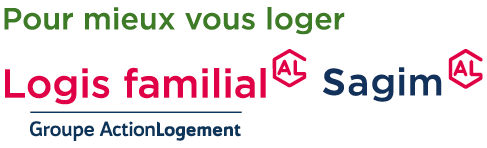 Pour mieux vous loger
Logis familial AL Sagim AL
Groupe ActionLogement